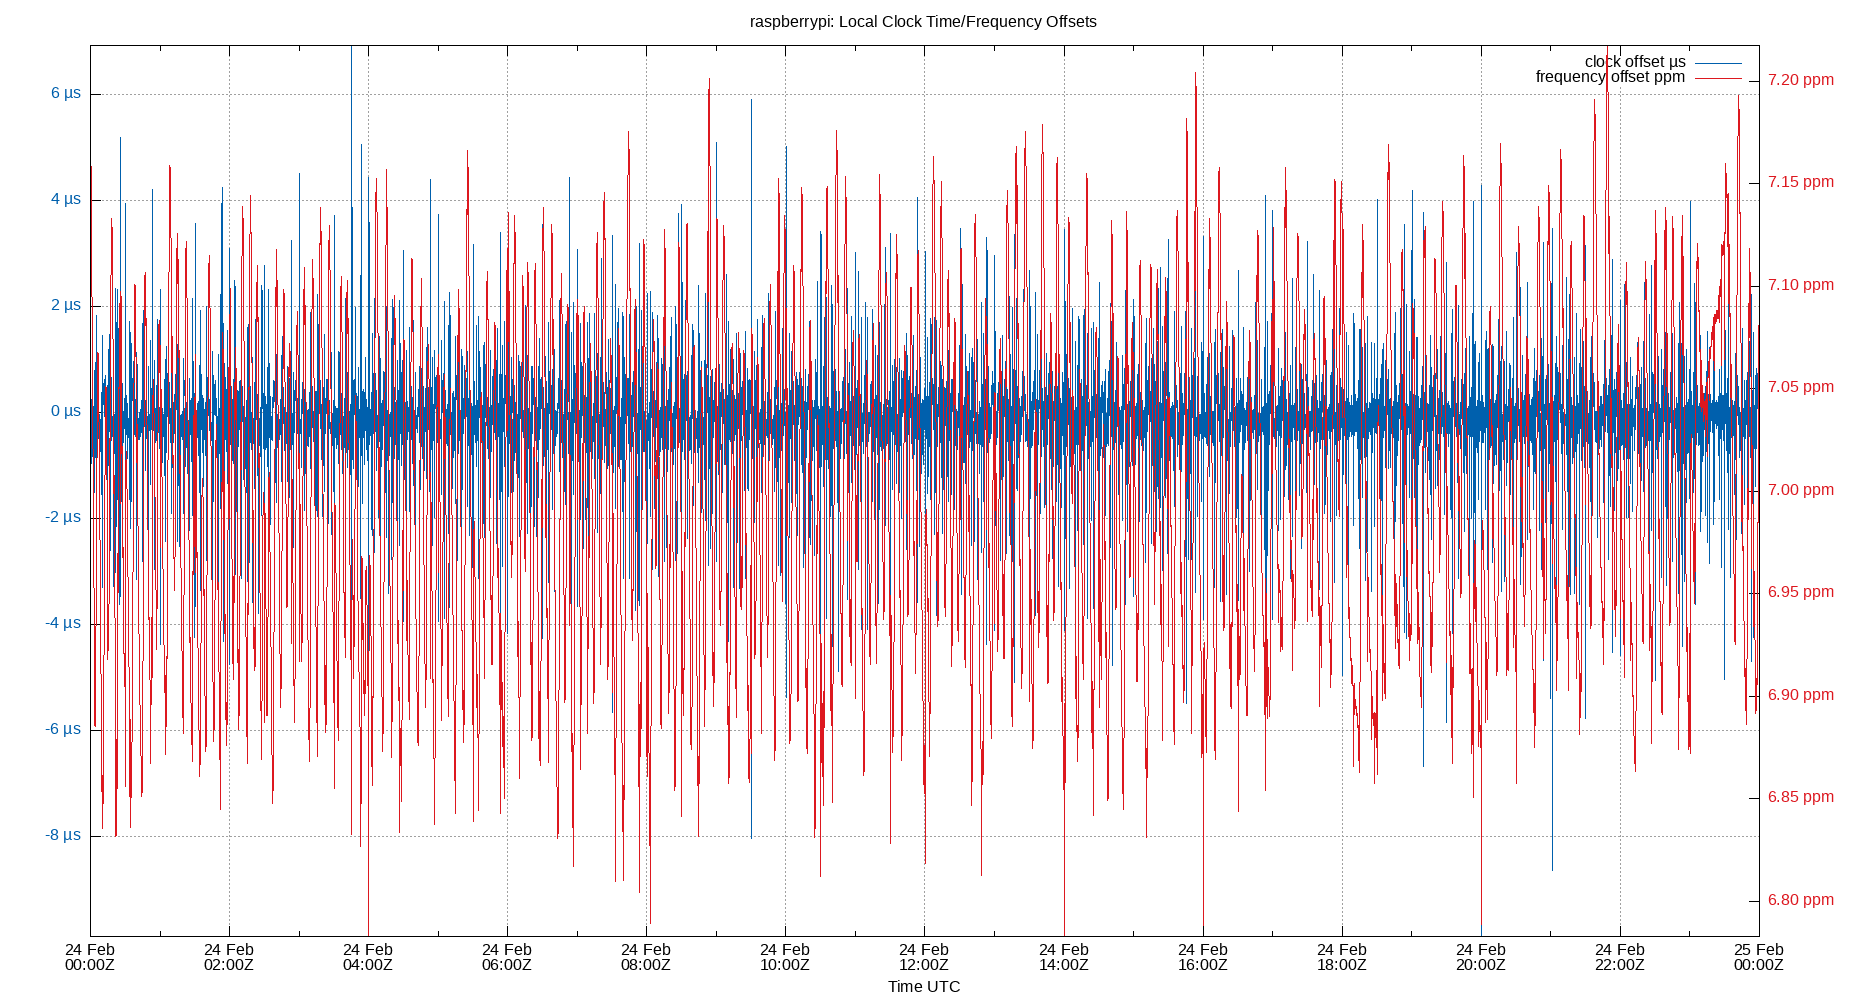 raspberrypi: Local Clock Time/Frequency Offsets
clock offset µs
frequency offset ppm
6 µs
4 µs
2 µs
0 µs
-2 µs
-4 µs
-6 µs
-8 µs
7.20 ppm
7.15 ppm
7.10 ppm
7.05 ppm
7.00 ppm
6.95 ppm
6.90 ppm
6.85 ppm
6.80 ppm
24 Feb
00:00Z
24 Feb
02:00Z
24 Feb
04:00Z
24 Feb
06:00Z
24 Feb
08:00Z
24 Feb
10:00Z
24 Feb
12:00Z
24 Feb
14:00Z
24 Feb
16:00Z
24 Feb
18:00Z
24 Feb
20:00Z
24 Feb
22:00Z
25 Feb
00:00Z
Time UTC